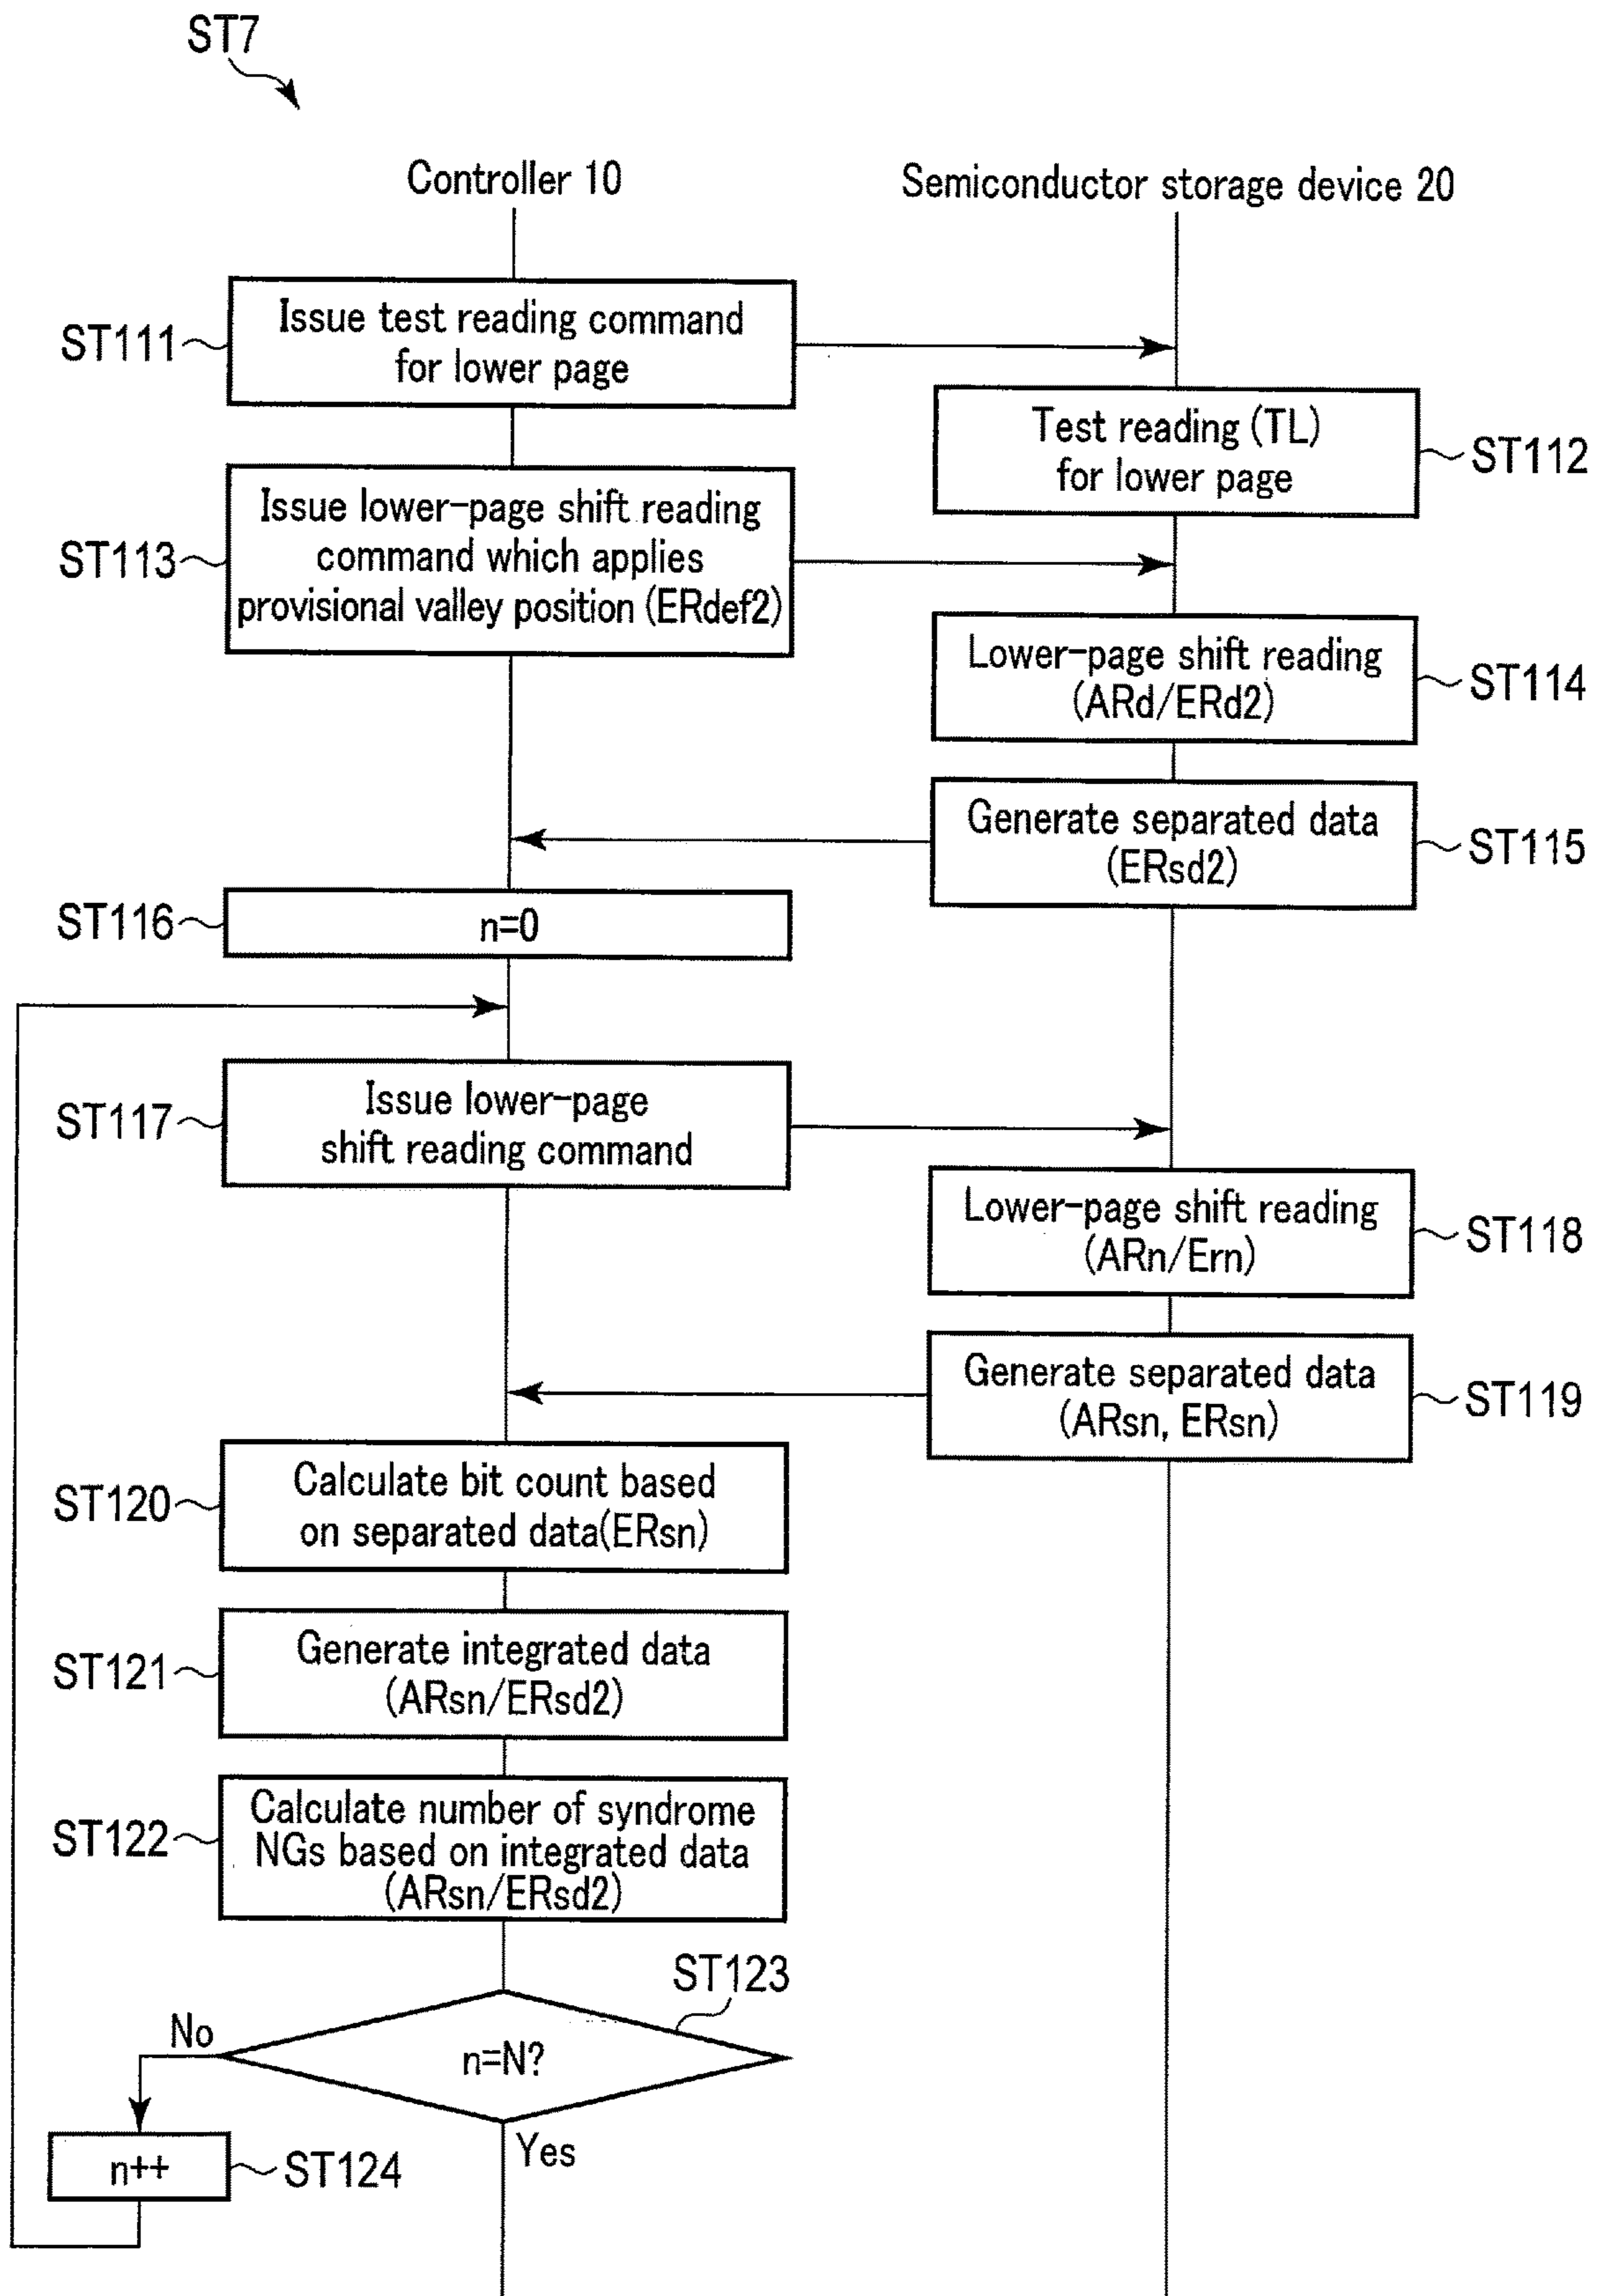 ST7
Controller 10
Semiconductor storage device 20
ST111
Issue test reading command
for lower page
Test reading (TL)
for lower page
ST112
ST113
Issue lower-page shift reading
command which applies
provisional valley position (ERdef2)
Lower-page shift reading
(ARd/ERd2)
ST114
Generate separated data
(ERsd2)
ST115
ST116
n=0
ST117
Issue lower-page
shift reading command
Lower-page shift reading
(ARn/Ern)
ST118
Generate separated data
(ARsn, ERsn)
ST119
ST120
Calculate bit count based
on separated data(ERsn)
ST121
Generate integrated data
(ARsn/ERsd2)
ST122
Calculate number of syndrome
NGs based on integrated data
(ARsn/ERsd2)
ST123
No
n=N?
Yes
n++
ST124